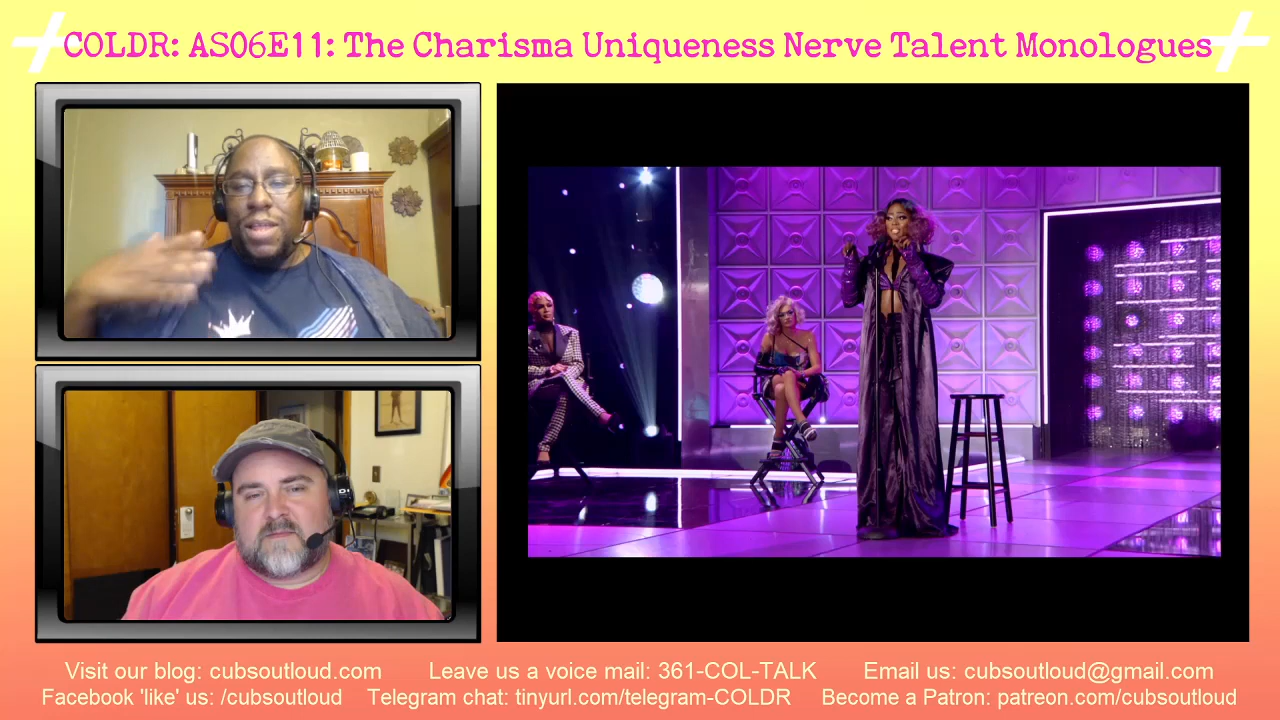 COLDR: AS06E11: The Charisma Uniqueness Nerve Talent Monologues
Visit our blog: cubsoutloud.com Leave us a voice mail: 361-COL-TALK Email us: cubsoutloud@gmail.com
Facebook 'like' us: /cubsoutloud Telegram chat: tinyurl.com/telegram-COLDR Become a Patron: patreon.com/cubsoutloud